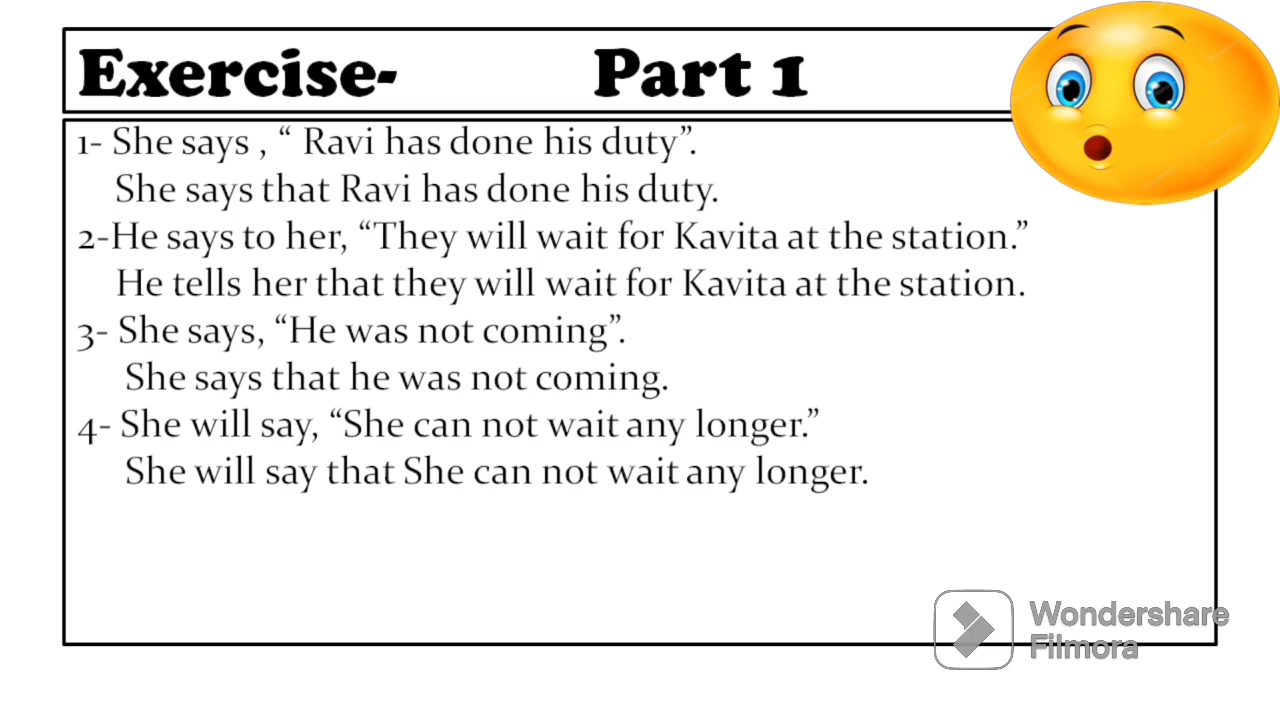 Exercise- Part 1
1- She says , “ Ravi has done his duty”.
She says that Ravi has done his duty.
2-He says to her, “They will wait for Kavita at the station.”
He tells her that they will wait for Kavita at the station.
3- She says, “He was not coming”.
She says that he was not coming.
4- She will say, “She can not wait any longer.”
She will say that She can not wait any longer.
Wondershare
Filmora